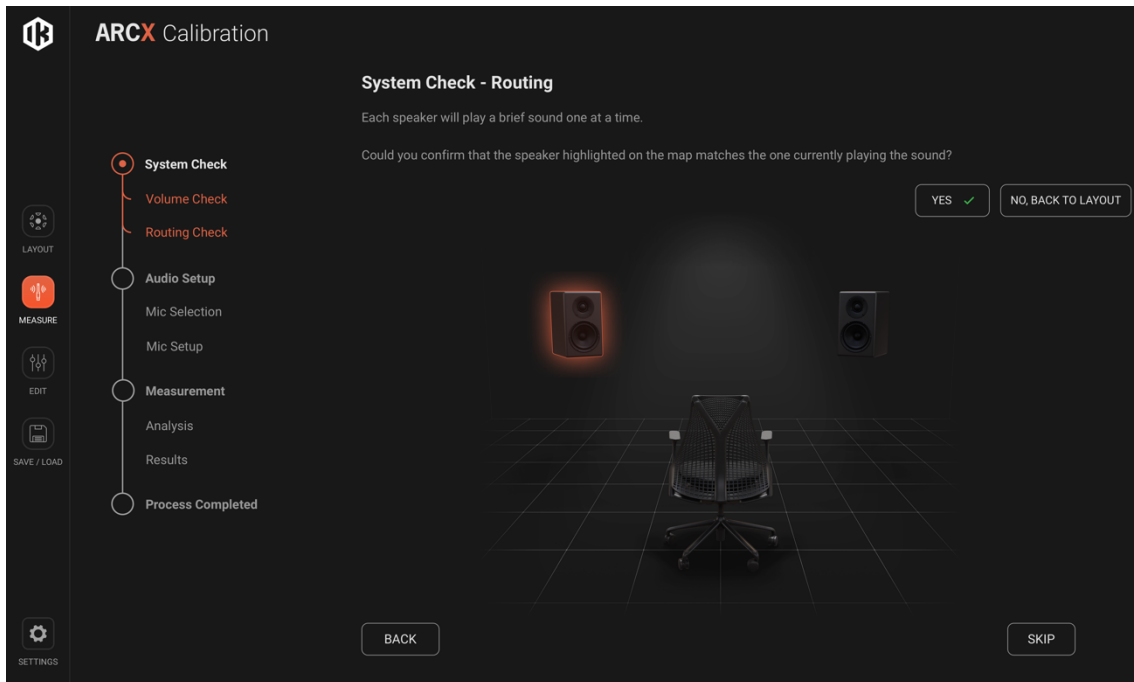 ARCX Calibration
System Check - Routing
Each speaker will play a brief sound one at a time.
Could you confirm that the speaker highlighted on the map matches the one currently playing the sound?
YES
NO, BACK TO LAYOUT
System Check
Volume Check
Routing Check
Audio Setup
Mic Selection
Mic Setup
Measurement
Analysis
Results
Process Completed
LAYOUT
MEASURE
EDIT
SAVE / LOAD
SETTINGS
BACK
SKIP